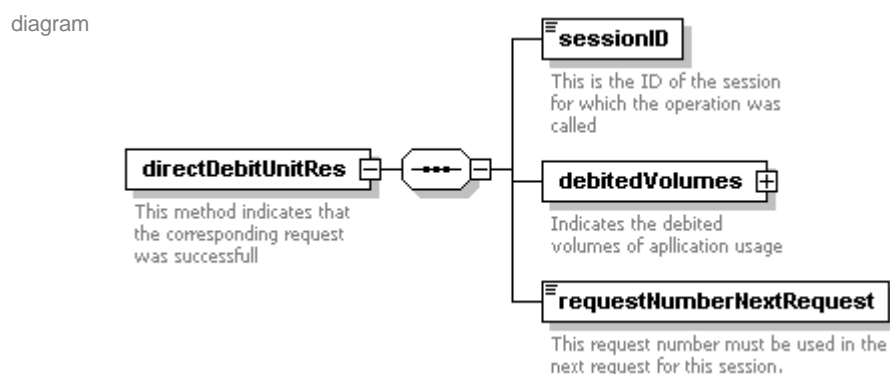 diagram
sessionID
This is the ID of the session
for which the operation was
called
directDebitUnitRes
This method indicates that
the corresponding request
was successfull
debitedVolumes
Indicates the debited
volumes of apllication usage
requestNumberNextRequest
This request number must be used in the
next request for this session.